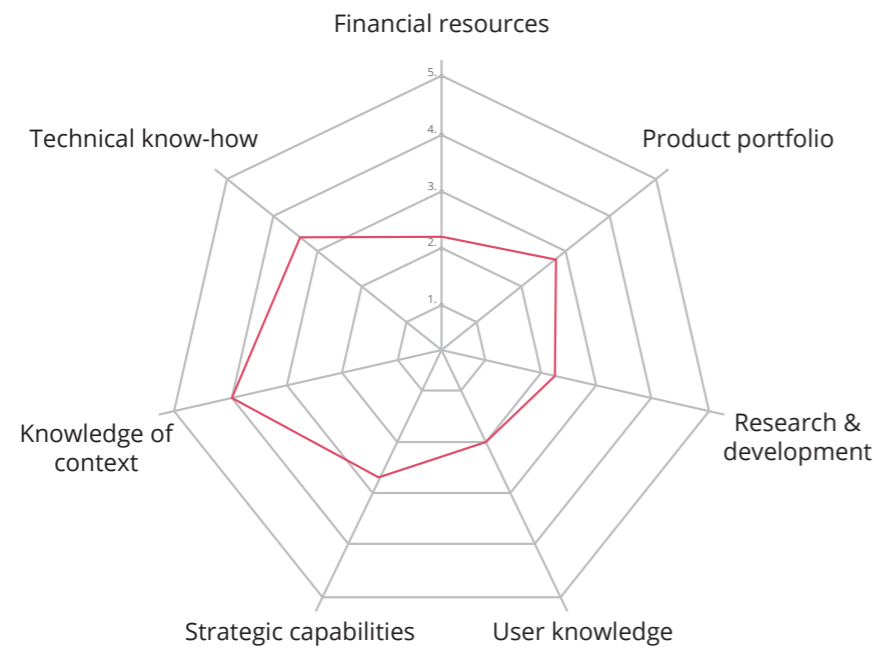 Financial resources
5.
Technical know-how
4.
Product portfolio
3.
2.
1.
Knowledge of
context
Research &
development
Strategic capabilities
User knowledge